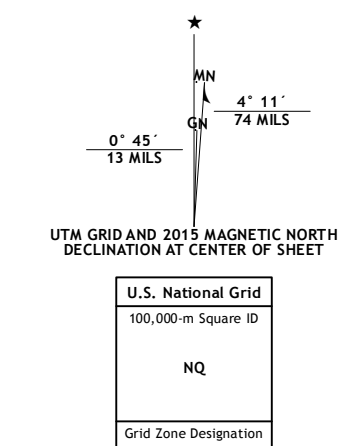 ★
MN
4° 11´
74 MILS
GN
0° 45´
13 MILS
UTM GRID AND 2015 MAGNETIC NORTH
DECLINATION AT CENTER OF SHEET
U.S. National Grid
100,000-m Square ID
NQ
Grid Zone Designation